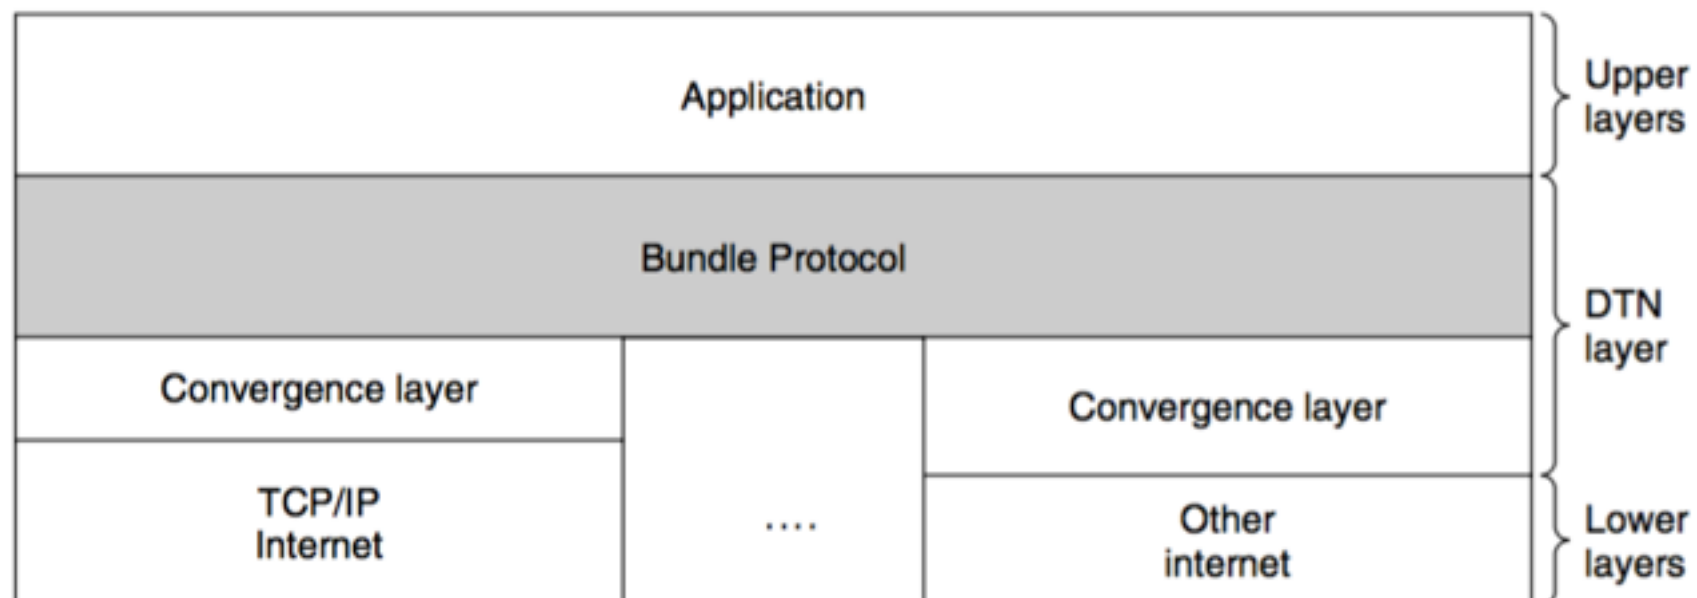 Application
Upper
layers
Bundle Protocol
DTN
layer
Convergence layer
Convergence layer
TCP/IP
Internet
....
Other
internet
Lower
layers